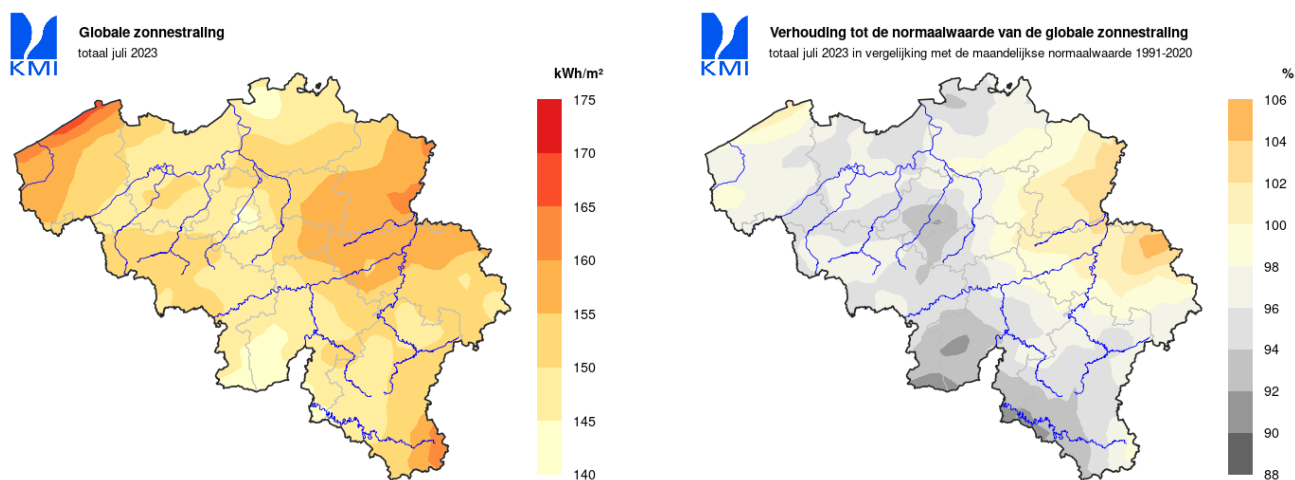 KMI
Globale zonnestraling
totaal juli 2023
kWh/m²
175
170
165
160
155
150
145
140
KMI
Verhouding tot de normaalwaarde van de globale zonnestraling
totaal juli 2023 in vergelijking met de maandelijkse normaalwaarde 1991-2020
%
106
104
102
100
98
96
94
92
90
88